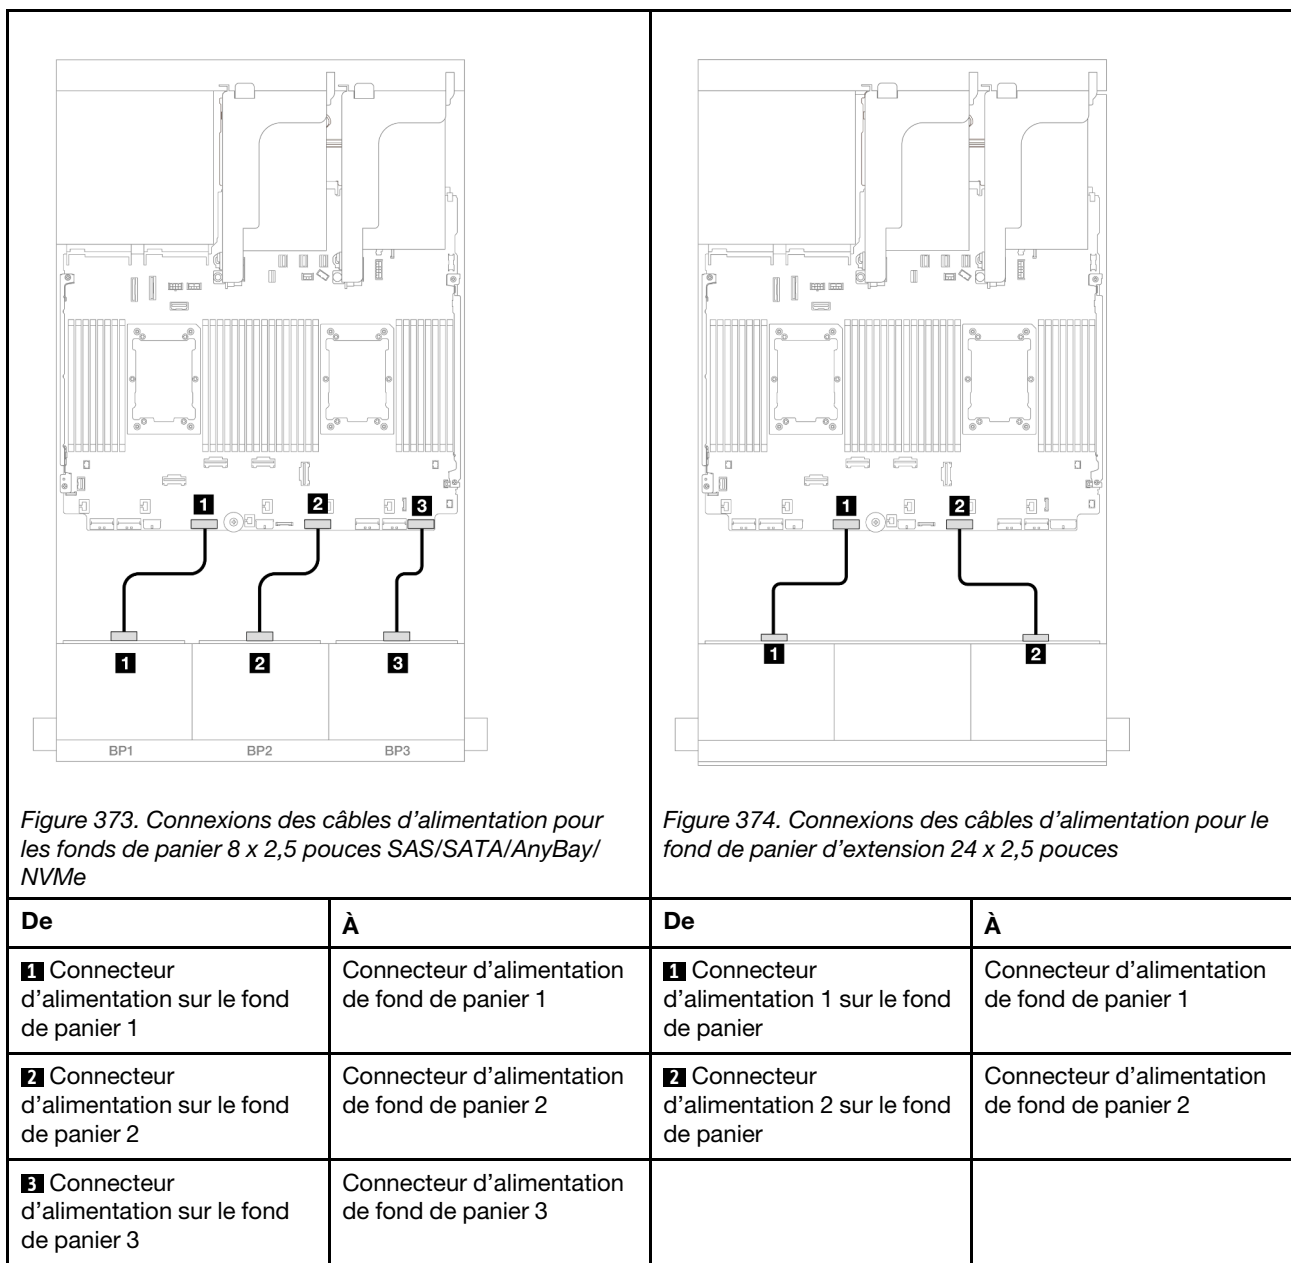 1
2
3
1
2
3
BP1
BP2
BP3
Figure 373. Connexions des câbles d’alimentation pour
les fonds de panier 8 x 2,5 pouces SAS/SATA/AnyBay/
NVMe
1
2
1
2
Figure 374. Connexions des câbles d’alimentation pour le
fond de panier d’extension 24 x 2,5 pouces
De
À
De
À
1 Connecteur
d’alimentation sur le fond
de panier 1
Connecteur d’alimentation
de fond de panier 1
1 Connecteur
d’alimentation 1 sur le fond
de panier
Connecteur d’alimentation
de fond de panier 1
2 Connecteur
d’alimentation sur le fond
de panier 2
Connecteur d’alimentation
de fond de panier 2
2 Connecteur
d’alimentation 2 sur le fond
de panier
Connecteur d’alimentation
de fond de panier 2
3 Connecteur
d’alimentation sur le fond
de panier 3
Connecteur d’alimentation
de fond de panier 3